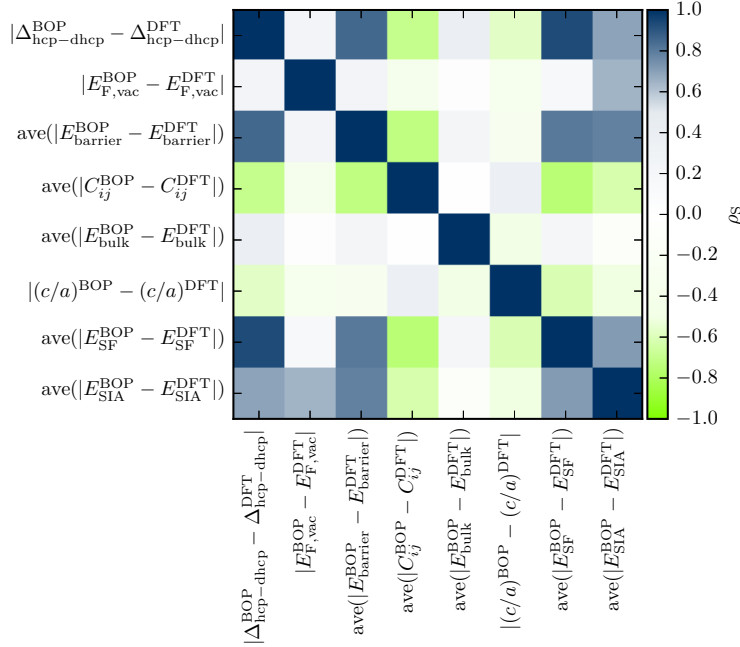 |Δ^BOP_hcp−dhcp − Δ^DFT_hcp−dhcp|
|E^BOP_F,vac − E^DFT_F,vac|
ave(|E^BOP_barrier − E^DFT_barrier|)
ave(|C^BOP_ij − C^DFT_ij|)
ave(|E^BOP_bulk − E^DFT_bulk|)
|(c/a)^BOP − (c/a)^DFT|
ave(|E^BOP_SF − E^DFT_SF|)
ave(|E^BOP_SIA − E^DFT_SIA|)
1.0
0.8
0.6
0.4
0.2
0.0
−0.2
−0.4
−0.6
−0.8
−1.0
ρ_S
|Δ^BOP_hcp−dhcp − Δ^DFT_hcp−dhcp|
|E^BOP_F,vac − E^DFT_F,vac|
ave(|E^BOP_barrier − E^DFT_barrier|)
ave(|C^BOP_ij − C^DFT_ij|)
ave(|E^BOP_bulk − E^DFT_bulk|)
|(c/a)^BOP − (c/a)^DFT|
ave(|E^BOP_SF − E^DFT_SF|)
ave(|E^BOP_SIA − E^DFT_SIA|)